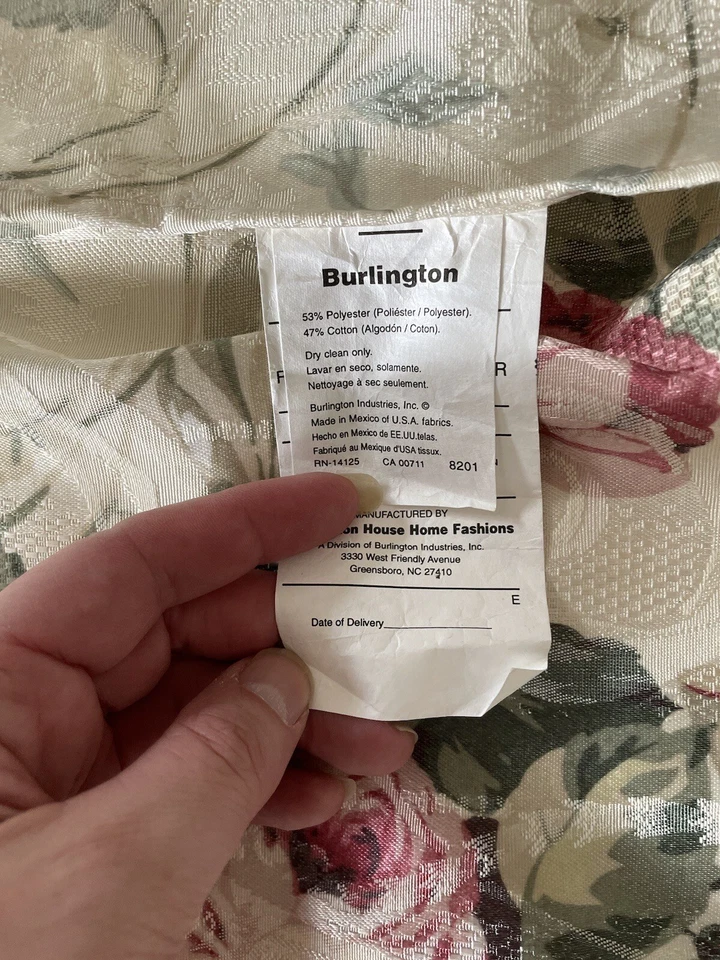 Burlington
53% Polyester (Poliéster / Polyester).
47% Cotton (Algodón / Coton).
Dry clean only.
Lavar en seco, solamente.
Nettoyage à sec seulement.
Burlington Industries, Inc. ©
Made in Mexico of U.S.A. fabrics.
Hecho en Mexico de EE.UU.telas.
Fabriqué au Mexique d'USA tissux.
RN-14125 CA 00711 8201
MANUFACTURED BY
House Home Fashions
A Division of Burlington Industries, Inc.
3330 West Friendly Avenue
Greensboro, NC 27410
E
Date of Delivery